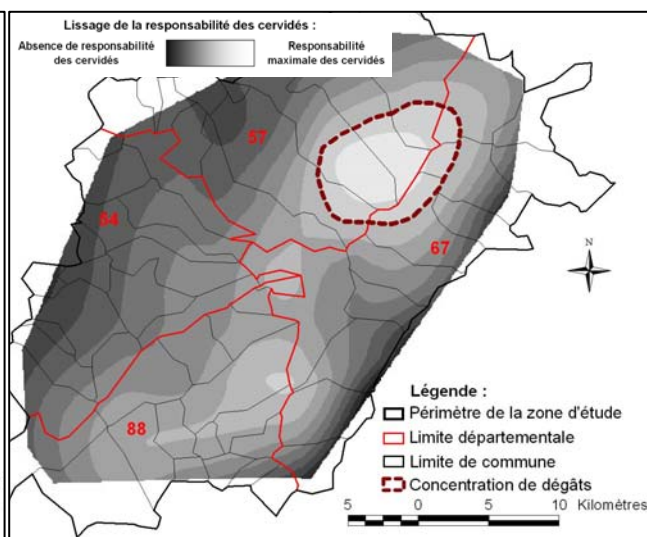 Lissage de la responsabilité des cervidés :
Absence de responsabilité des cervidés
Responsabilité maximale des cervidés
57
54
67
N
88
Légende :
Périmètre de la zone d'étude
Limite départementale
Limite de commune
Concentration de dégâts
5 0 5 10 Kilomètres